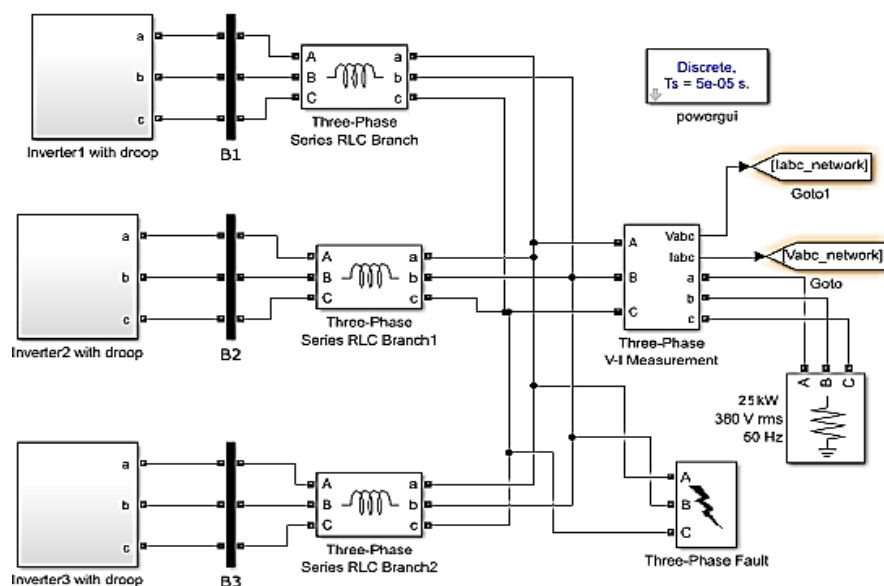 a
b
c
Inverter1 with droop
B1
A
B
C
a
b
c
Three-Phase
Series RLC Branch
Discrete,
Ts = 5e-05 s.
powergui
[Iabc_network]
Goto1
[Vabc_network]
Goto
a
b
c
Inverter2 with droop
B2
A
B
C
a
b
c
Three-Phase
Series RLC Branch1
A
B
C
Vabc
Iabc
a
b
c
Three-Phase
V-I Measurement
A B C
25kW
380 V rms
50 Hz
a
b
c
Inverter3 with droop
B3
A
B
C
a
b
c
Three-Phase
Series RLC Branch2
A
B
C
Three-Phase Fault